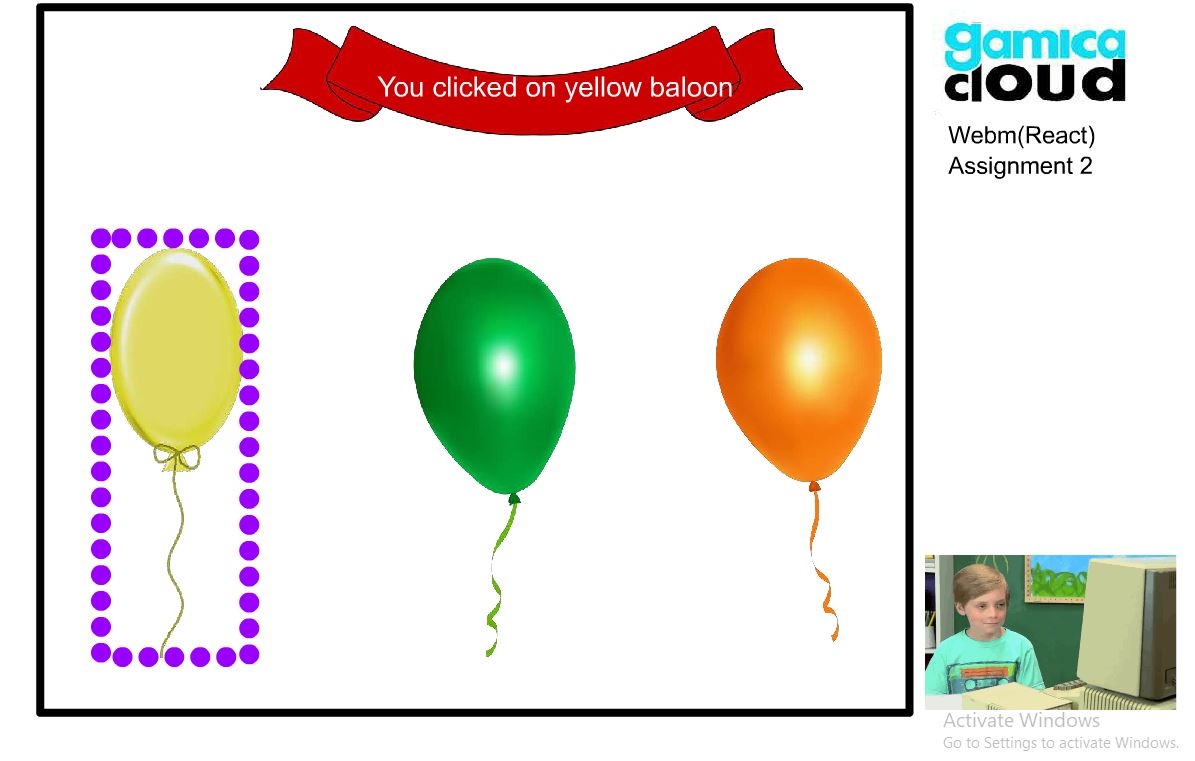 You clicked on yellow baloon
gamica
cloud
Webm(React)
Assignment 2
Activate Windows
Go to Settings to activate Windows.